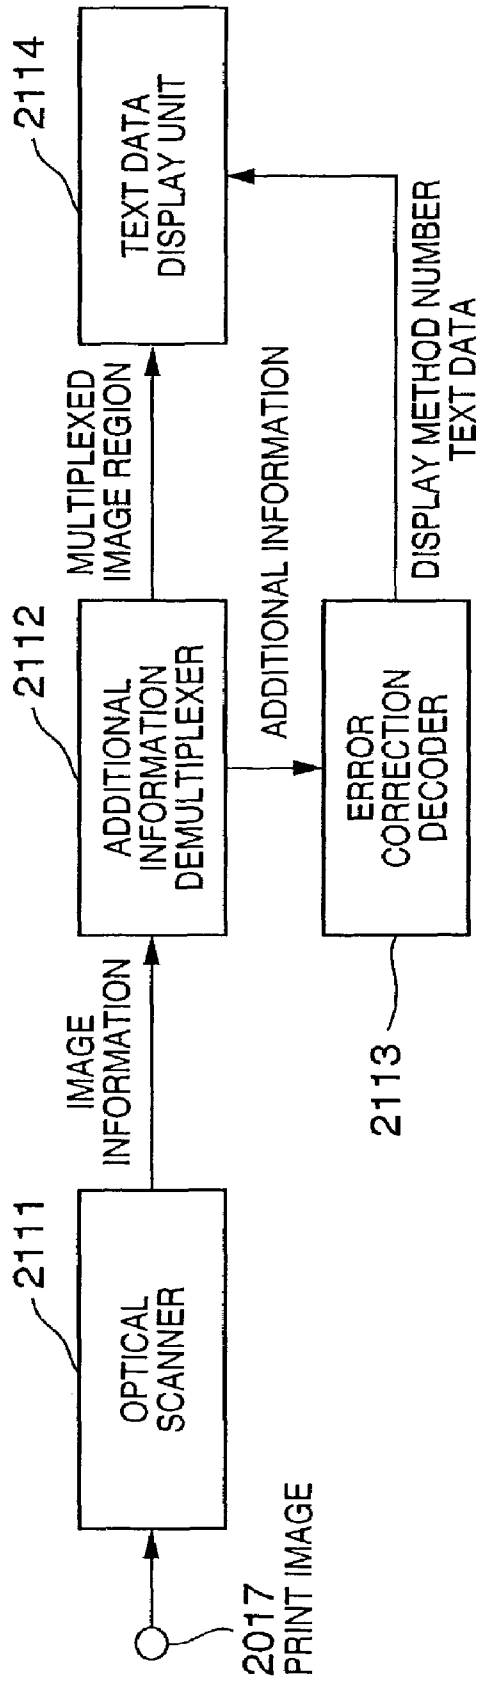 2017
PRINT IMAGE
2111
OPTICAL
SCANNER
IMAGE
INFORMATION
2112
ADDITIONAL
INFORMATION
DEMULTIPLEXER
MULTIPLEXED
IMAGE REGION
2114
TEXT DATA
DISPLAY UNIT
ADDITIONAL INFORMATION
2113
ERROR
CORRECTION
DECODER
DISPLAY METHOD NUMBER
TEXT DATA